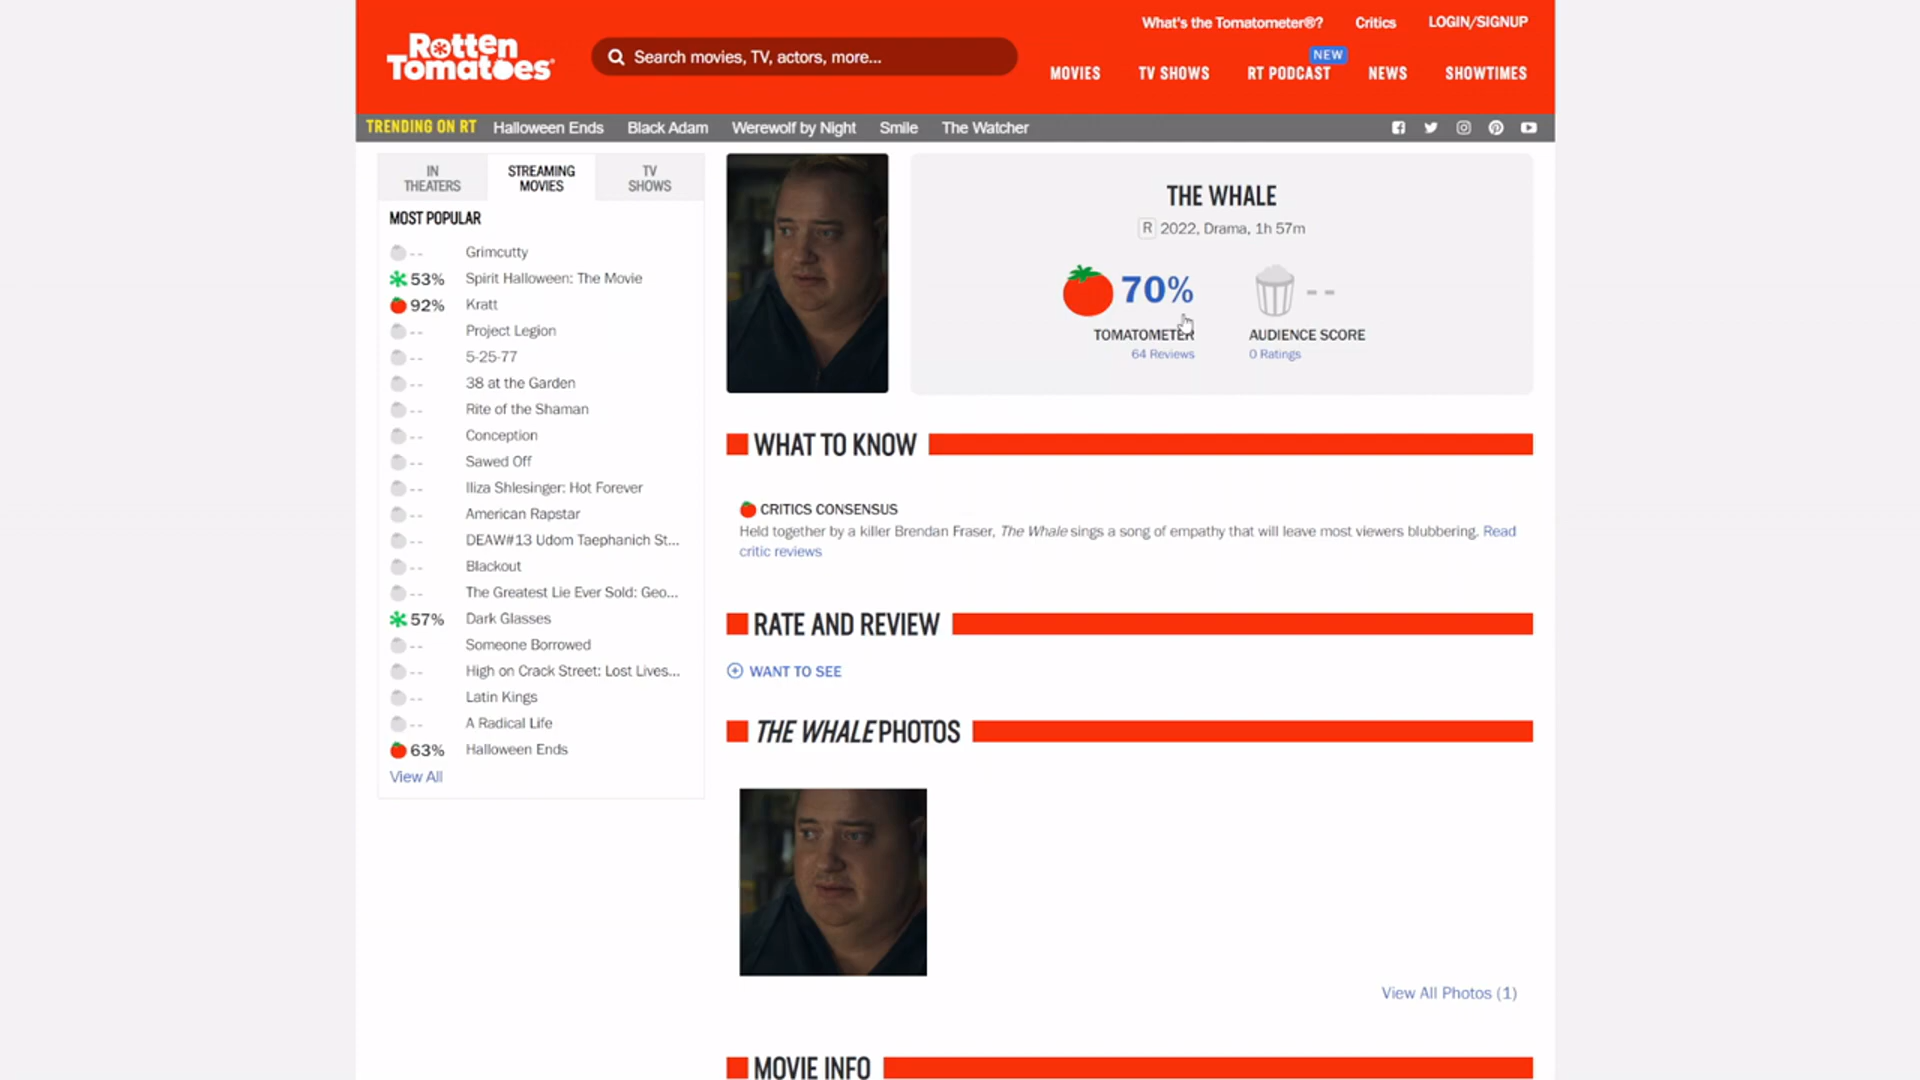 What's the Tomatometer®? Critics LOGIN/SIGNUP
Rotten
Tomatoes®
Search movies, TV, actors, more...
NEW
MOVIES TV SHOWS RT PODCAST NEWS SHOWTIMES
TRENDING ON RT Halloween Ends Black Adam Werewolf by Night Smile The Watcher
IN
THEATERS
STREAMING
MOVIES
TV
SHOWS
MOST POPULAR
-- Grimcutty
53% Spirit Halloween: The Movie
92% Kratt
-- Project Legion
-- 5-25-77
-- 38 at the Garden
-- Rite of the Shaman
-- Conception
-- Sawed Off
-- Iliza Shlesinger: Hot Forever
-- American Rapstar
-- DEAW#13 Udom Taephanich St...
-- Blackout
-- The Greatest Lie Ever Sold: Geo...
57% Dark Glasses
-- Someone Borrowed
-- High on Crack Street: Lost Lives...
-- Latin Kings
-- A Radical Life
63% Halloween Ends
View All
THE WHALE
R 2022, Drama, 1h 57m
70%
TOMATOMETER
64 Reviews
--
AUDIENCE SCORE
0 Ratings
WHAT TO KNOW
CRITICS CONSENSUS
Held together by a killer Brendan Fraser, The Whale sings a song of empathy that will leave most viewers blubbering. Read
critic reviews
RATE AND REVIEW
WANT TO SEE
THE WHALE PHOTOS
View All Photos (1)
MOVIE INFO